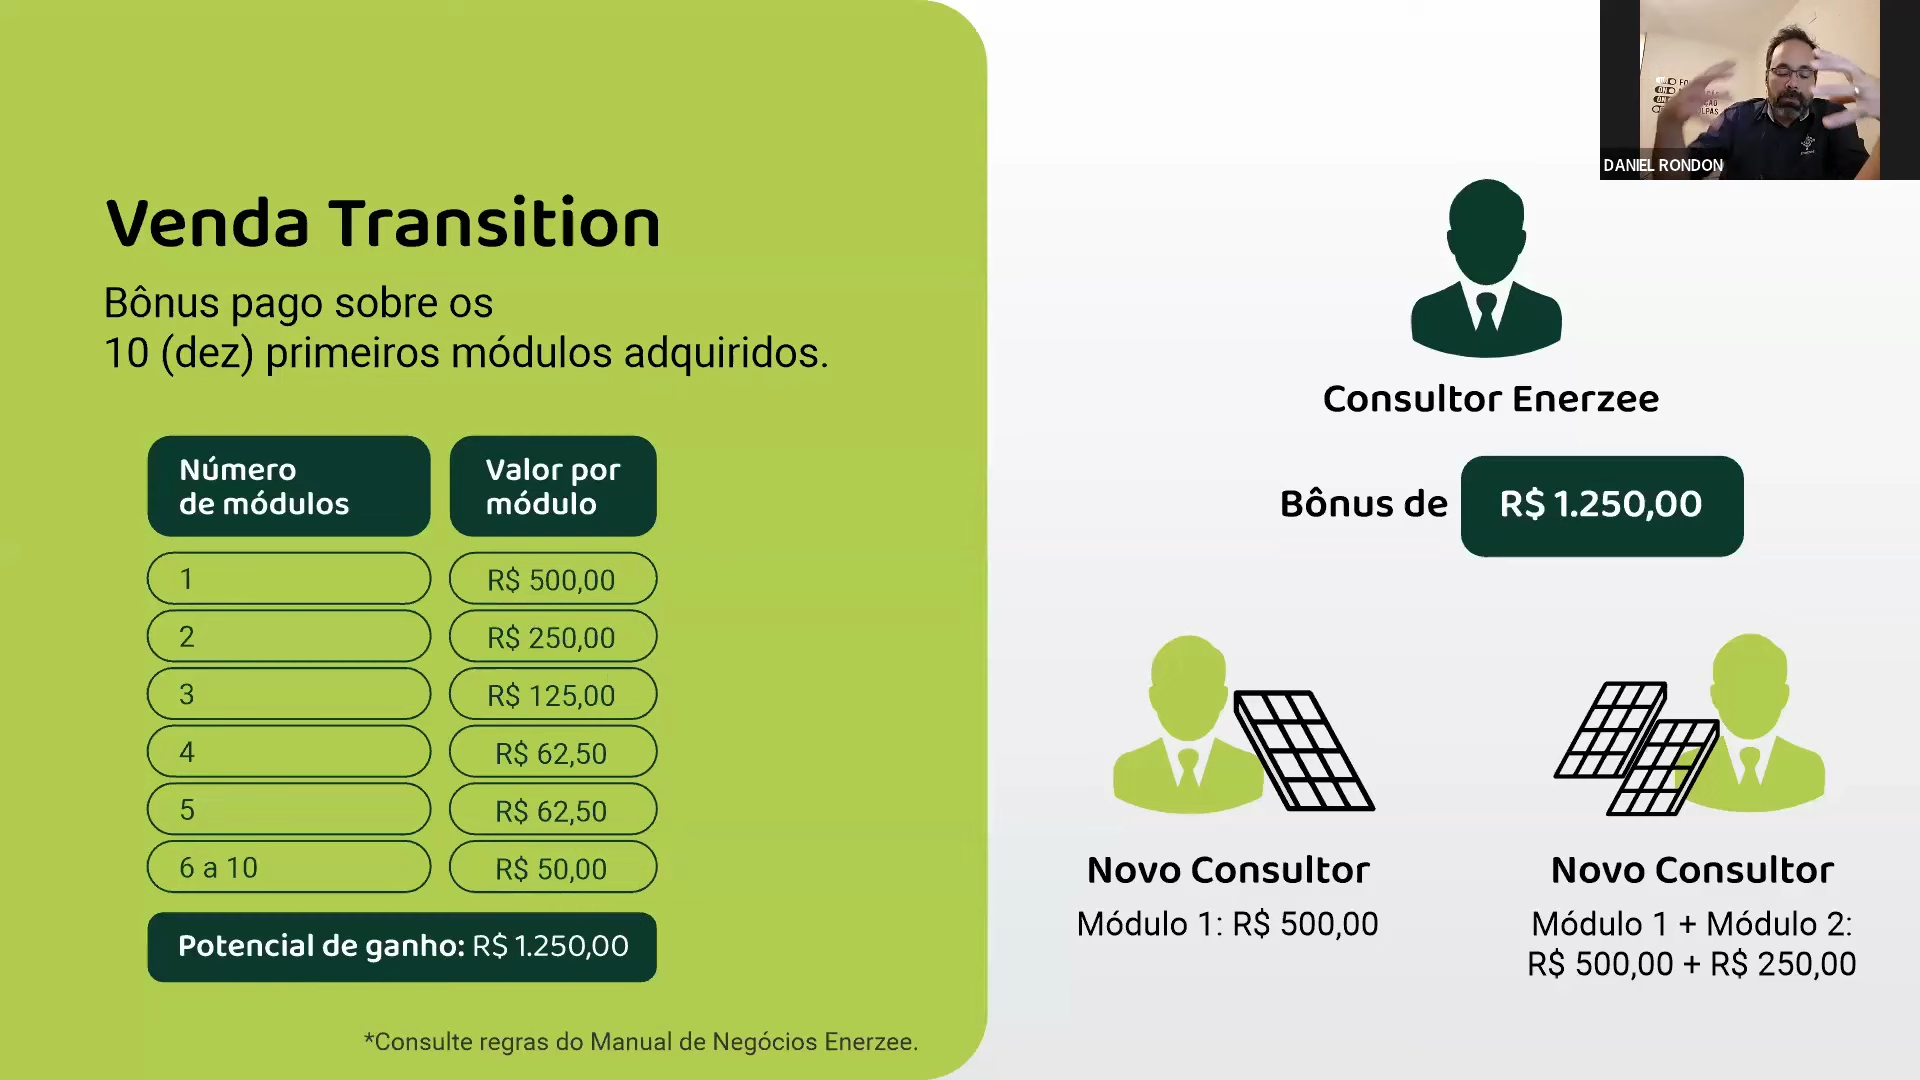 Venda Transition
Bônus pago sobre os
10 (dez) primeiros módulos adquiridos.
Número
de módulos
Valor por
módulo
1
R$ 500,00
2
R$ 250,00
3
R$ 125,00
4
R$ 62,50
5
R$ 62,50
6 a 10
R$ 50,00
Potencial de ganho: R$ 1.250,00
*Consulte regras do Manual de Negócios Enerzee.
DANIEL RONDON
Consultor Enerzee
Bônus de
R$ 1.250,00
Novo Consultor
Módulo 1: R$ 500,00
Novo Consultor
Módulo 1 + Módulo 2:
R$ 500,00 + R$ 250,00